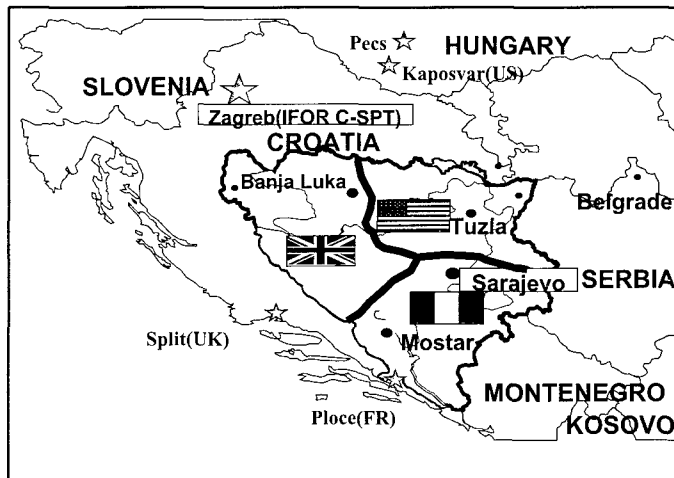 Pecs
HUNGARY
Kaposvar(US)
SLOVENIA
Zagreb(IFOR C-SPT)
CROATIA
Banja Luka
Belgrade
Tuzla
Sarajevo
SERBIA
Split(UK)
Mostar
MONTENEGRO
Ploce(FR)
KOSOVO